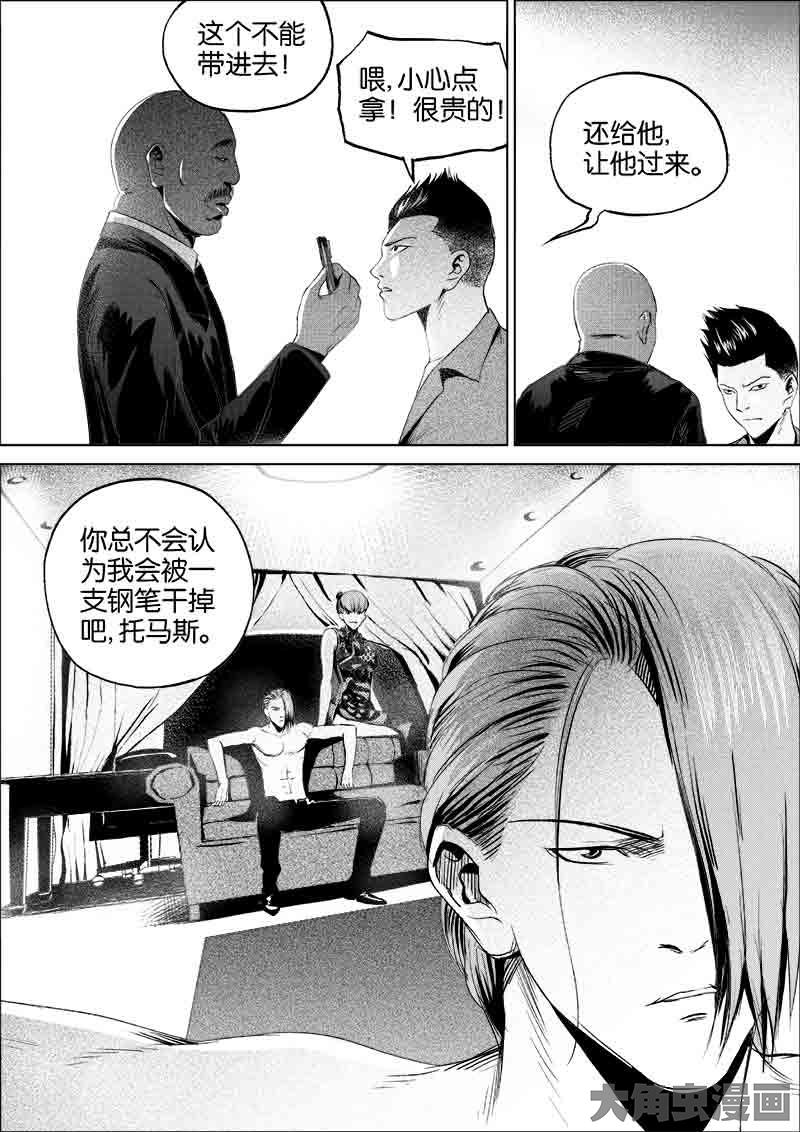 这个不能
带进去！
喂，小心点
拿！很贵的！
还给他，
让他过来。
你总不会认
为我会被一
支钢笔干掉
吧，托马斯。
大角虫漫画